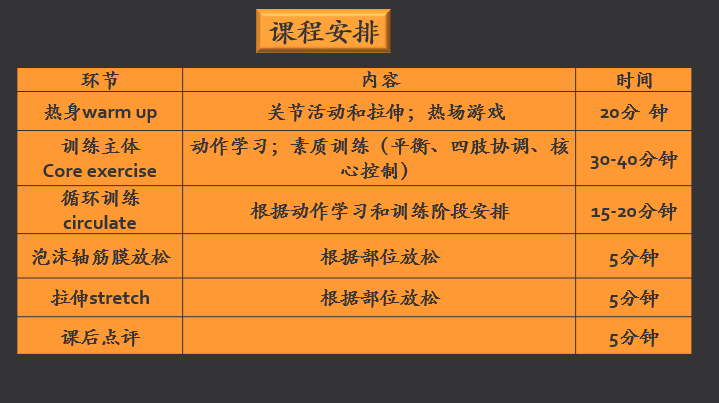 课程安排
环节 内容 时间
热身warm up 关节活动和拉伸；热场游戏 20分 钟
训练主体
Core exercise
动作学习；素质训练（平衡、四肢协调、核
心控制）
30-40分钟
循环训练
circulate
根据动作学习和训练阶段安排
15-20分钟
泡沫轴筋膜放松 根据部位放松 5分钟
拉伸stretch 根据部位放松 5分钟
课后点评 5分钟